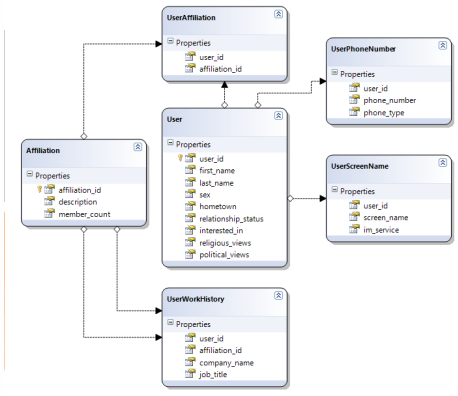 UserAffiliation
Properties
user_id
affiliation_id
UserPhoneNumber
Properties
user_id
phone_number
phone_type
User
Properties
user_id
first_name
last_name
sex
hometown
relationship_status
interested_in
religious_views
political_views
Affiliation
Properties
affiliation_id
description
member_count
UserScreenName
Properties
user_id
screen_name
im_service
UserWorkHistory
Properties
user_id
affiliation_id
company_name
job_title